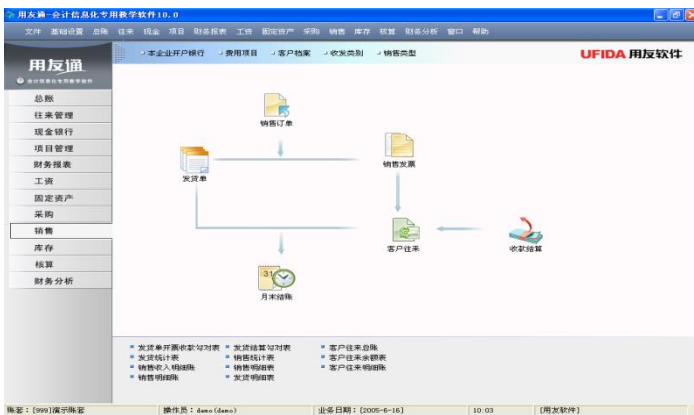 用友通-会计信息化专用教学软件10.0
文件 基础设置 总账 往来 现金 项目 财务报表 工资 固定资产 采购 销售 库存 核算 财务分析 窗口 帮助
本企业开户银行 费用项目 客户档案 收发类别 销售类型
UFIDA 用友软件
用友通
会计信息化专用教学软件
总账
往来管理
现金银行
项目管理
财务报表
工资
固定资产
采购
销售
库存
核算
财务分析
销售订单
发货单
销售发票
客户往来
收款结算
31
月末结账
发货单开票收款勾对表 发货结算勾对表 客户往来总账
发货统计表 销售统计表 客户往来余额表
销售收入明细账 销售明细表 客户往来明细账
销售明细账 发货明细表
账套:[999]演示账套 操作员:demo(demo) 业务日期:[2005-6-16] 10:03 [用友软件]